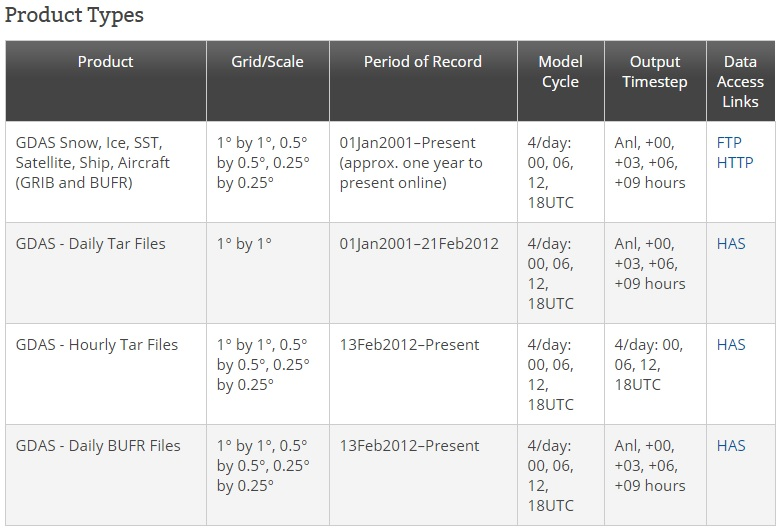 Product Types
Product
Grid/Scale
Period of Record
Model
Cycle
Output
Timestep
Data
Access
Links
GDAS Snow, Ice, SST,
Satellite, Ship, Aircraft
(GRIB and BUFR)
1° by 1°, 0.5°
by 0.5°, 0.25°
by 0.25°
01Jan2001–Present
(approx. one year to
present online)
4/day:
00, 06,
12,
18UTC
Anl, +00,
+03, +06,
+09 hours
FTP
HTTP
GDAS - Daily Tar Files
1° by 1°
01Jan2001–21Feb2012
4/day:
00, 06,
12,
18UTC
Anl, +00,
+03, +06,
+09 hours
HAS
GDAS - Hourly Tar Files
1° by 1°, 0.5°
by 0.5°, 0.25°
by 0.25°
13Feb2012–Present
4/day:
00, 06,
12,
18UTC
4/day: 00,
06, 12,
18UTC
HAS
GDAS - Daily BUFR Files
1° by 1°, 0.5°
by 0.5°, 0.25°
by 0.25°
13Feb2012–Present
4/day:
00, 06,
12,
18UTC
Anl, +00,
+03, +06,
+09 hours
HAS